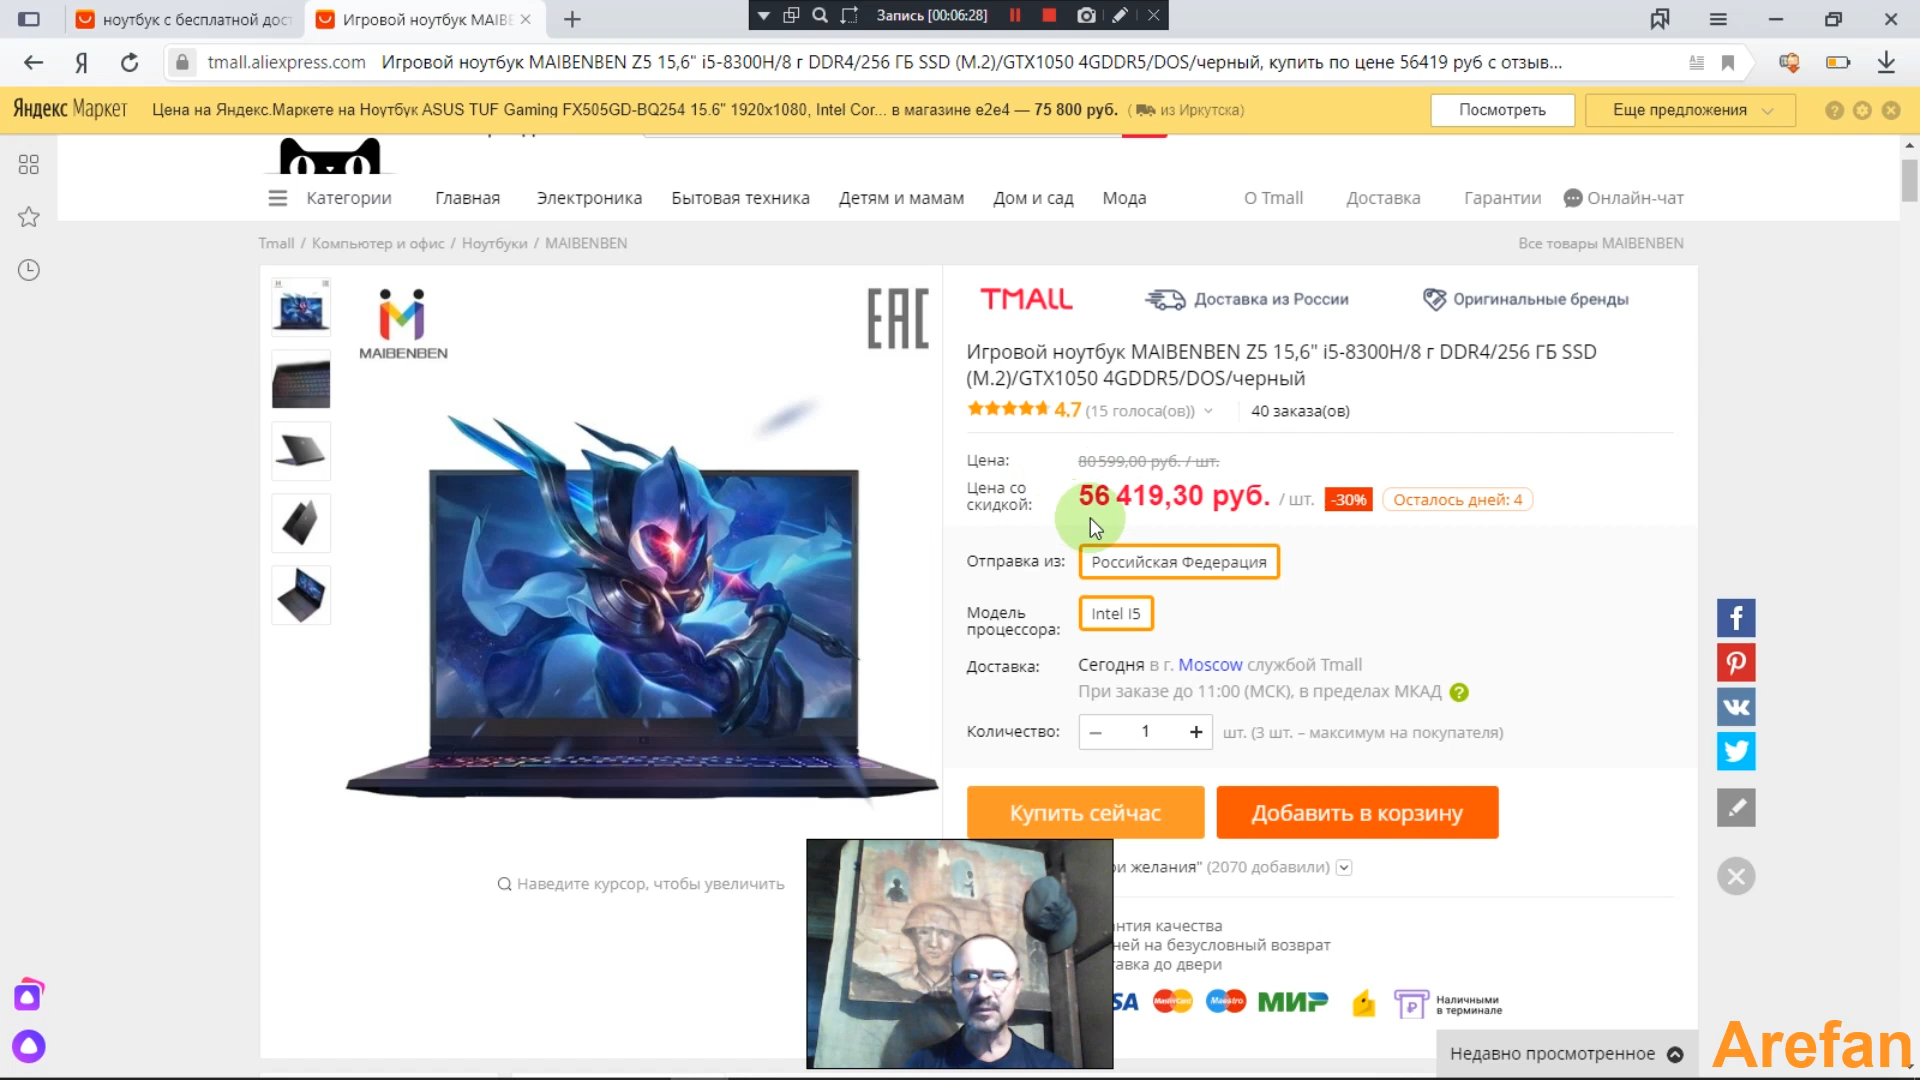 ноутбук с бесплатной дост
Игровой ноутбук MAIBE
Запись [00:06:28]
tmall.aliexpress.com
Игровой ноутбук MAIBENBEN Z5 15,6" i5-8300H/8 г DDR4/256 ГБ SSD (M.2)/GTX1050 4GDDR5/DOS/черный, купить по цене 56419 руб с отзыв...
Яндекс Маркет
Цена на Яндекс.Маркете на Ноутбук ASUS TUF Gaming FX505GD-BQ254 15.6" 1920x1080, Intel Cor... в магазине e2e4 — 75 800 руб. ( из Иркутска)
Посмотреть
Еще предложения
Категории
Главная
Электроника
Бытовая техника
Детям и мамам
Дом и сад
Мода
О Tmall
Доставка
Гарантии
Онлайн-чат
Tmall / Компьютер и офис / Ноутбуки / MAIBENBEN
Все товары MAIBENBEN
MAIBENBEN
EAC
TMALL
Доставка из России
Оригинальные бренды
Игровой ноутбук MAIBENBEN Z5 15,6" i5-8300H/8 г DDR4/256 ГБ SSD
(M.2)/GTX1050 4GDDR5/DOS/черный
4.7 (15 голоса(ов))
40 заказа(ов)
Цена:
80 599,00 руб. / шт.
Цена со
скидкой:
56 419,30 руб. / шт.
-30%
Осталось дней: 4
Отправка из:
Российская Федерация
Модель
процессора:
Intel I5
Доставка:
Сегодня в г. Moscow службой Tmall
При заказе до 11:00 (МСК), в пределах МКАД ?
Количество:
– 1 +
шт. (3 шт. – максимум на покупателя)
Купить сейчас
Добавить в корзину
Наведите курсор, чтобы увеличить
ои желания" (2070 добавили)
нтия качества
ней на безусловный возврат
тавка до двери
SA
MasterCard
Maestro
МИР
Наличными
в терминале
Недавно просмотренное
Arefan